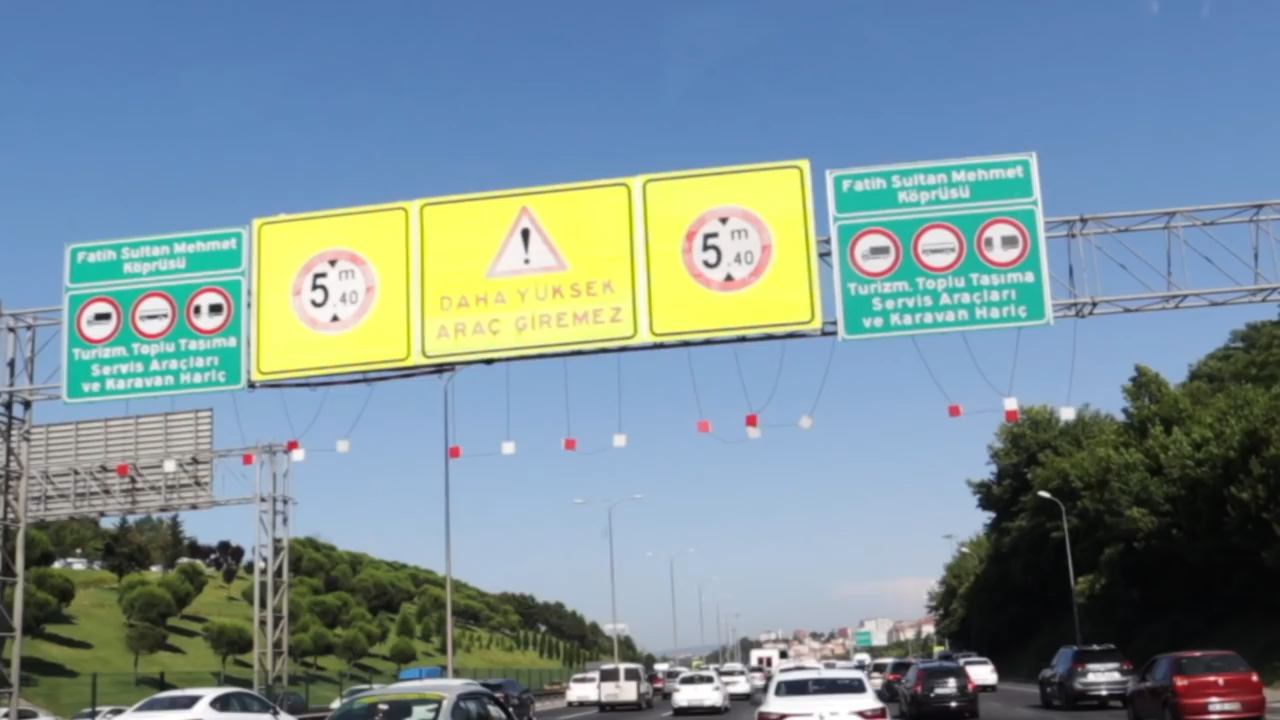 Fatih Sultan Mehmet
Köprüsü
Turizm, Toplu Taşıma
Servis Araçları
ve Karavan Hariç
5 m
.40
!
DAHA YÜKSEK
ARAÇ GİREMEZ
5 m
.40
Fatih Sultan Mehmet
Köprüsü
Turizm, Toplu Taşıma
Servis Araçları
ve Karavan Hariç